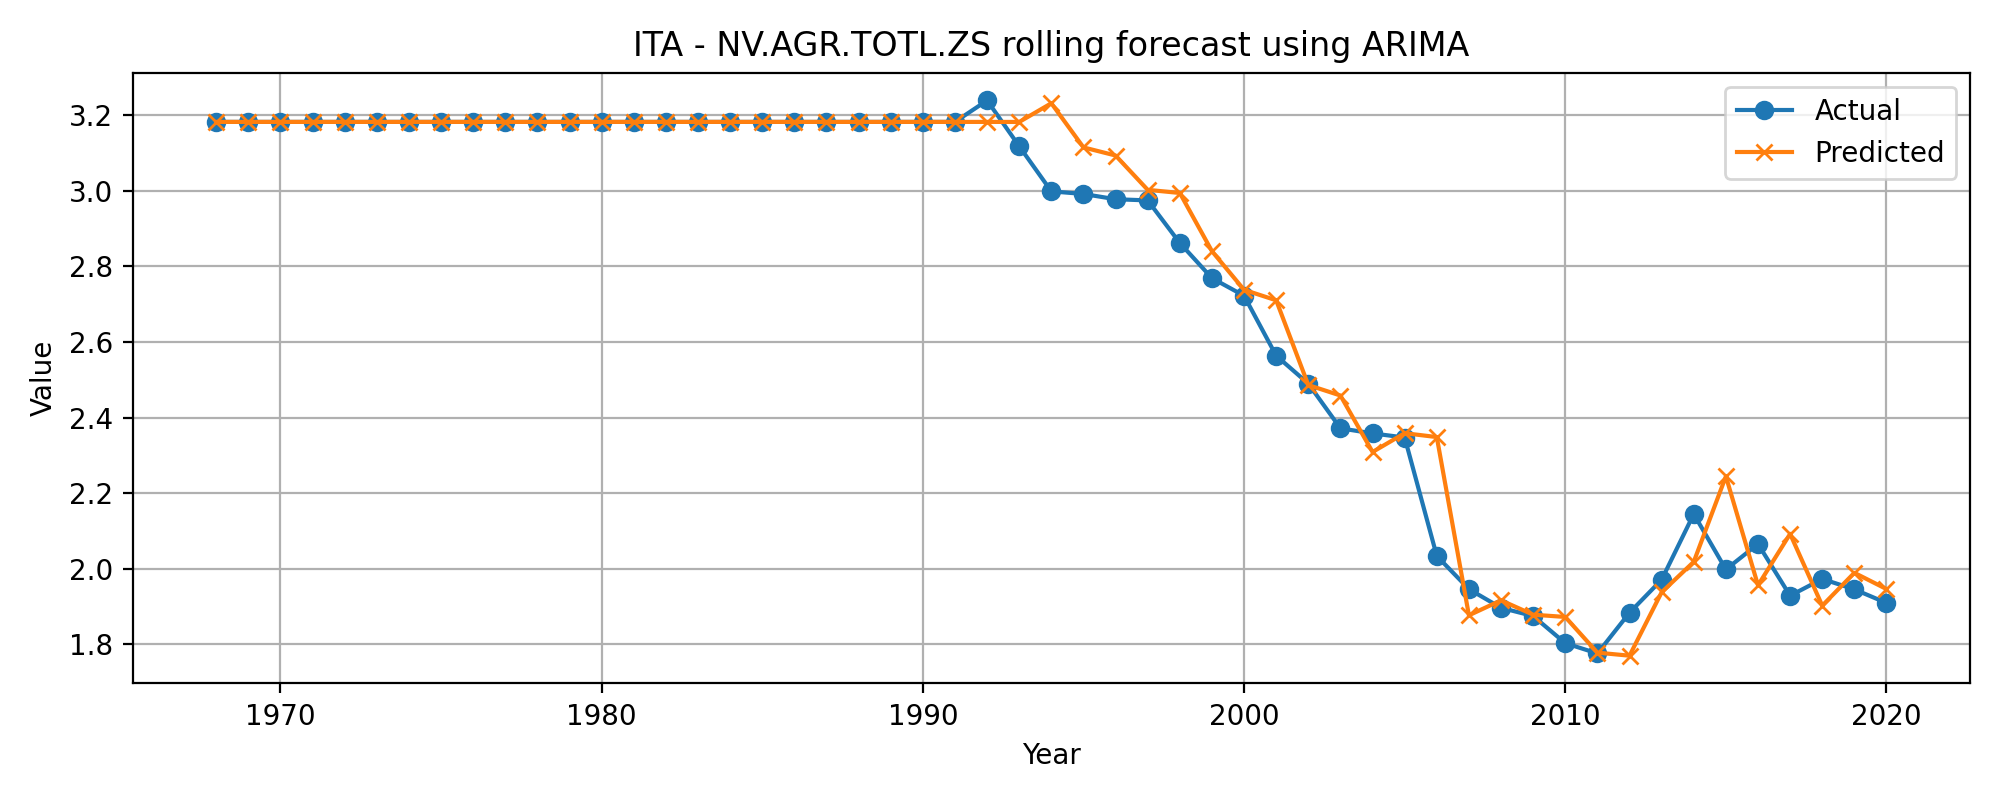 ITA - NV.AGR.TOTL.ZS rolling forecast using ARIMA
Actual
Predicted
3.2
3.0
2.8
2.6
2.4
2.2
2.0
1.8
Value
1970 1980 1990 2000 2010 2020
Year